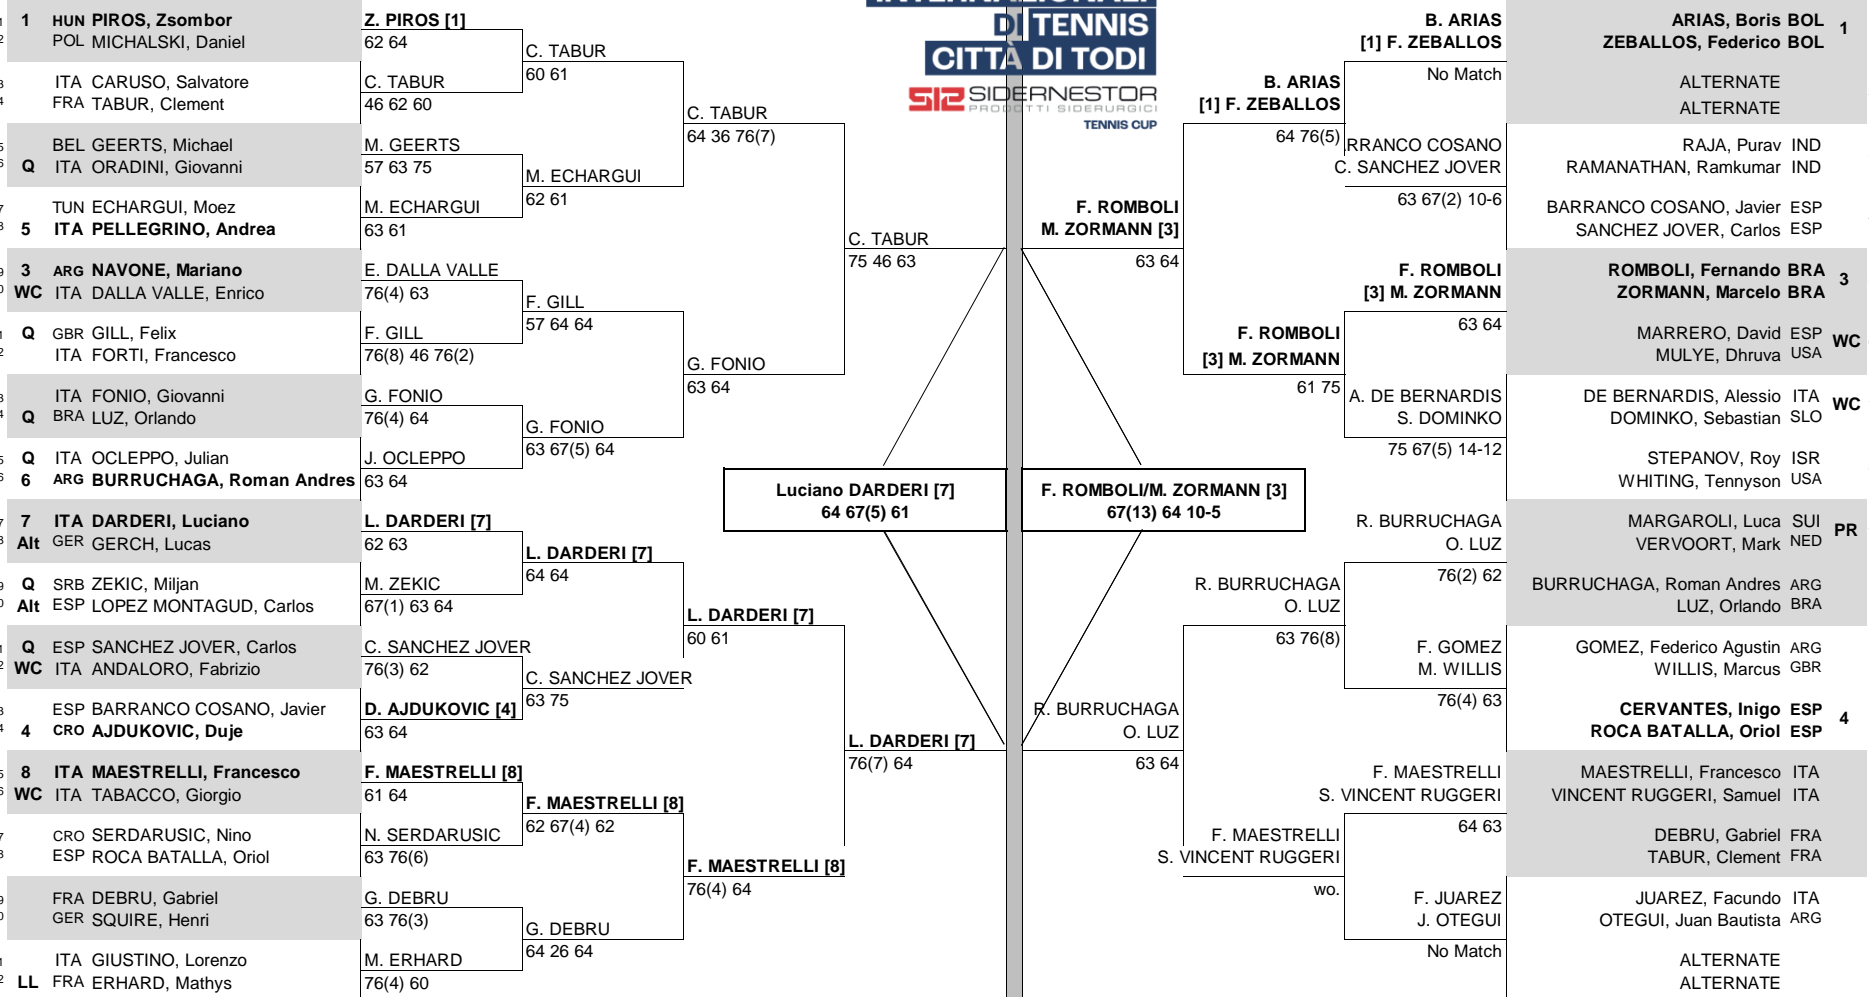 INTERNAZIONALI
DI TENNIS
CITTÀ DI TODI
SIDERNESTOR
PRODOTTI SIDERURGICI
TENNIS CUP
1 HUN PIROS, Zsombor
POL MICHALSKI, Daniel
ITA CARUSO, Salvatore
FRA TABUR, Clement
BEL GEERTS, Michael
Q ITA ORADINI, Giovanni
TUN ECHARGUI, Moez
5 ITA PELLEGRINO, Andrea
3 ARG NAVONE, Mariano
WC ITA DALLA VALLE, Enrico
Q GBR GILL, Felix
ITA FORTI, Francesco
ITA FONIO, Giovanni
Q BRA LUZ, Orlando
Q ITA OCLEPPO, Julian
6 ARG BURRUCHAGA, Roman Andres
7 ITA DARDERI, Luciano
Alt GER GERCH, Lucas
Q SRB ZEKIC, Miljan
Alt ESP LOPEZ MONTAGUD, Carlos
Q ESP SANCHEZ JOVER, Carlos
WC ITA ANDALORO, Fabrizio
ESP BARRANCO COSANO, Javier
4 CRO AJDUKOVIC, Duje
8 ITA MAESTRELLI, Francesco
WC ITA TABACCO, Giorgio
CRO SERDARUSIC, Nino
ESP ROCA BATALLA, Oriol
FRA DEBRU, Gabriel
GER SQUIRE, Henri
ITA GIUSTINO, Lorenzo
LL FRA ERHARD, Mathys
Z. PIROS [1]
62 64
C. TABUR
46 62 60
M. GEERTS
57 63 75
M. ECHARGUI
63 61
E. DALLA VALLE
76(4) 63
F. GILL
76(8) 46 76(2)
G. FONIO
76(4) 64
J. OCLEPPO
63 64
L. DARDERI [7]
62 63
M. ZEKIC
67(1) 63 64
C. SANCHEZ JOVER
76(3) 62
D. AJDUKOVIC [4]
63 64
F. MAESTRELLI [8]
61 64
N. SERDARUSIC
63 76(6)
G. DEBRU
63 76(3)
M. ERHARD
76(4) 60
C. TABUR
60 61
M. ECHARGUI
62 61
F. GILL
57 64 64
G. FONIO
63 67(5) 64
L. DARDERI [7]
64 64
C. SANCHEZ JOVER
63 75
F. MAESTRELLI [8]
62 67(4) 62
G. DEBRU
64 26 64
C. TABUR
64 36 76(7)
G. FONIO
63 64
L. DARDERI [7]
60 61
F. MAESTRELLI [8]
76(4) 64
C. TABUR
75 46 63
L. DARDERI [7]
76(7) 64
Luciano DARDERI [7]
64 67(5) 61
F. ROMBOLI/M. ZORMANN [3]
67(13) 64 10-5
F. ROMBOLI
M. ZORMANN [3]
63 64
R. BURRUCHAGA
O. LUZ
63 64
B. ARIAS
[1] F. ZEBALLOS
64 76(5)
F. ROMBOLI
[3] M. ZORMANN
61 75
R. BURRUCHAGA
O. LUZ
63 76(8)
F. MAESTRELLI
S. VINCENT RUGGERI
wo.
B. ARIAS
[1] F. ZEBALLOS
No Match
RRANCO COSANO
C. SANCHEZ JOVER
63 67(2) 10-6
F. ROMBOLI
[3] M. ZORMANN
63 64
A. DE BERNARDIS
S. DOMINKO
75 67(5) 14-12
R. BURRUCHAGA
O. LUZ
76(2) 62
F. GOMEZ
M. WILLIS
76(4) 63
F. MAESTRELLI
S. VINCENT RUGGERI
64 63
F. JUAREZ
J. OTEGUI
No Match
ARIAS, Boris BOL 1
ZEBALLOS, Federico BOL
ALTERNATE
ALTERNATE
RAJA, Purav IND
RAMANATHAN, Ramkumar IND
BARRANCO COSANO, Javier ESP
SANCHEZ JOVER, Carlos ESP
ROMBOLI, Fernando BRA 3
ZORMANN, Marcelo BRA
MARRERO, David ESP WC
MULYE, Dhruva USA
DE BERNARDIS, Alessio ITA WC
DOMINKO, Sebastian SLO
STEPANOV, Roy ISR
WHITING, Tennyson USA
MARGAROLI, Luca SUI PR
VERVOORT, Mark NED
BURRUCHAGA, Roman Andres ARG
LUZ, Orlando BRA
GOMEZ, Federico Agustin ARG
WILLIS, Marcus GBR
CERVANTES, Inigo ESP 4
ROCA BATALLA, Oriol ESP
MAESTRELLI, Francesco ITA
VINCENT RUGGERI, Samuel ITA
DEBRU, Gabriel FRA
TABUR, Clement FRA
JUAREZ, Facundo ITA
OTEGUI, Juan Bautista ARG
ALTERNATE
ALTERNATE